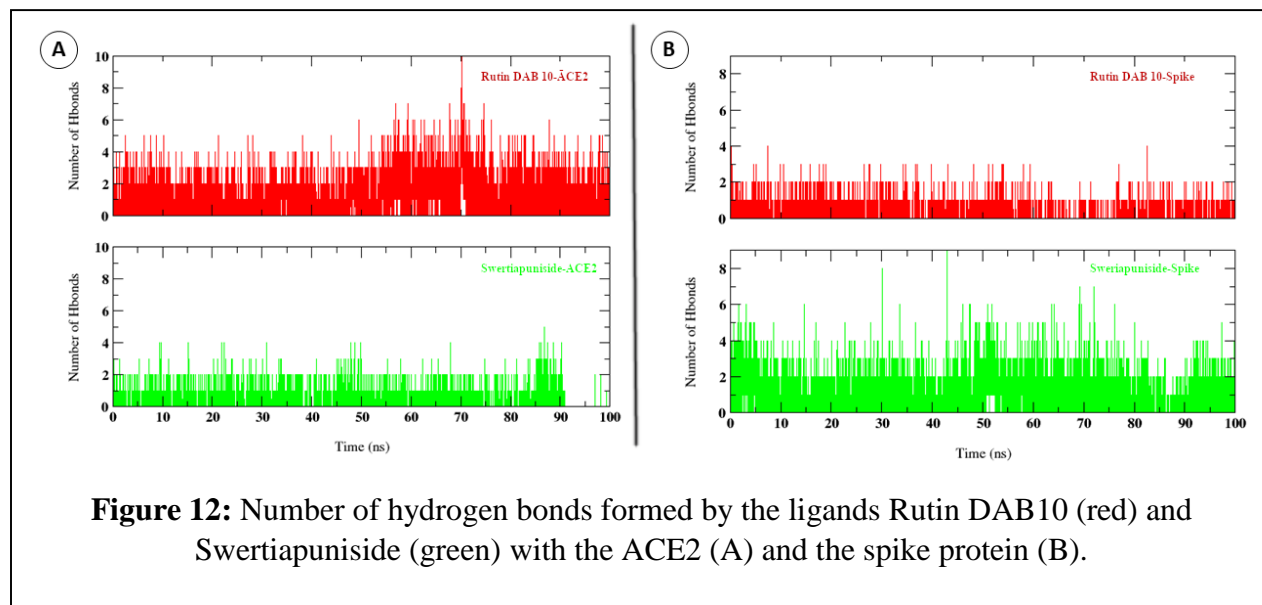 A
B
10
8
6
4
2
0
Number of Hbonds
Rutin DAB 10-ACE2
10
8
6
4
2
0
Number of Hbonds
Swertiapuniside-ACE2
0 10 20 30 40 50 60 70 80 90 100
Time (ns)
8
6
4
2
0
Number of Hbonds
Rutin DAB 10-Spike
8
6
4
2
0
Number of Hbonds
Swertiapuniside-Spike
0 10 20 30 40 50 60 70 80 90 100
Time (ns)
Figure 12: Number of hydrogen bonds formed by the ligands Rutin DAB10 (red) and
Swertiapuniside (green) with the ACE2 (A) and the spike protein (B).